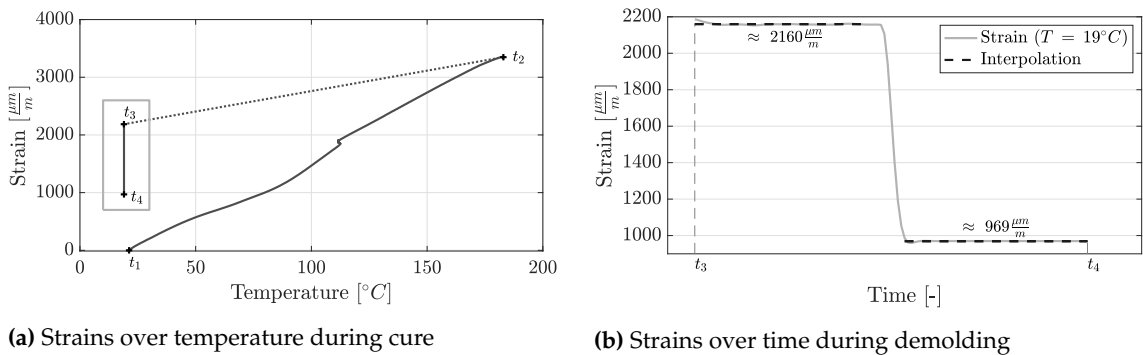 4000
3000
2000
1000
0
Strain [μm/m]
t3
t4
t2
t1
0 50 100 150 200
Temperature [°C]
(a) Strains over temperature during cure
2200
2000
1800
1600
1400
1200
1000
Strain [μm/m]
≈ 2160 μm/m
Strain (T = 19°C)
Interpolation
≈ 969 μm/m
t3 t4
Time [-]
(b) Strains over time during demolding